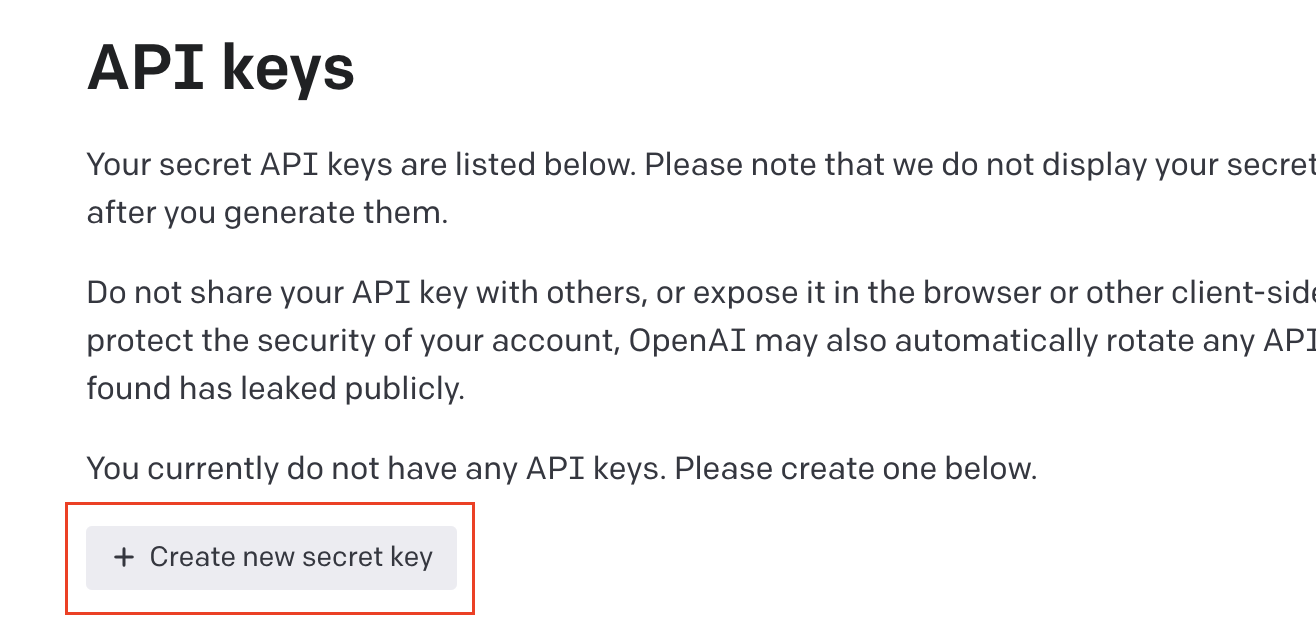 API keys
Your secret API keys are listed below. Please note that we do not display your secret
after you generate them.
Do not share your API key with others, or expose it in the browser or other client-side
protect the security of your account, OpenAI may also automatically rotate any API
found has leaked publicly.
You currently do not have any API keys. Please create one below.
+ Create new secret key